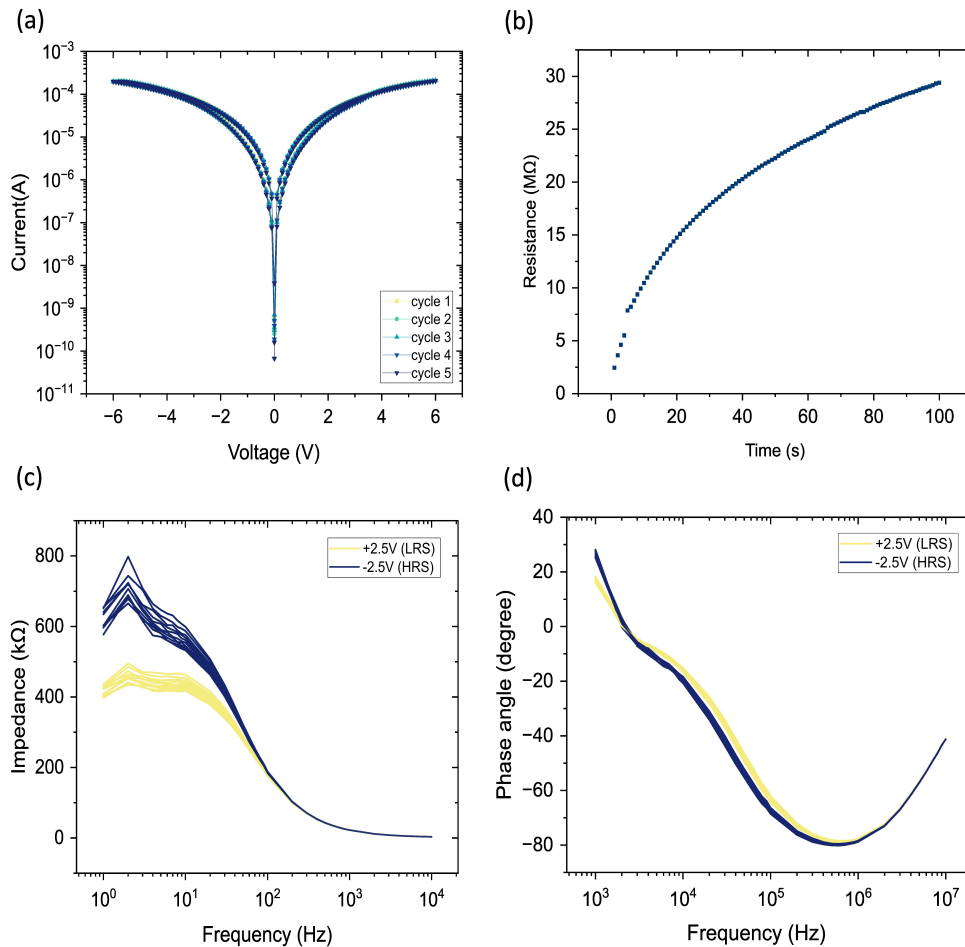 (a)
10⁻³
10⁻⁴
10⁻⁵
10⁻⁶
10⁻⁷
10⁻⁸
10⁻⁹
10⁻¹⁰
10⁻¹¹
Current(A)
cycle 1
cycle 2
cycle 3
cycle 4
cycle 5
−6 −4 −2 0 2 4 6
Voltage (V)
(b)
35
30
25
20
15
10
5
0
Resistance (MΩ)
0 20 40 60 80 100
Time (s)
(c)
800
600
400
200
0
Impedance (kΩ)
+2.5V (LRS)
-2.5V (HRS)
10⁰ 10¹ 10² 10³ 10⁴
Frequency (Hz)
(d)
40
20
0
−20
−40
−60
−80
Phase angle (degree)
+2.5V (LRS)
-2.5V (HRS)
10³ 10⁴ 10⁵ 10⁶ 10⁷
Frequency (Hz)